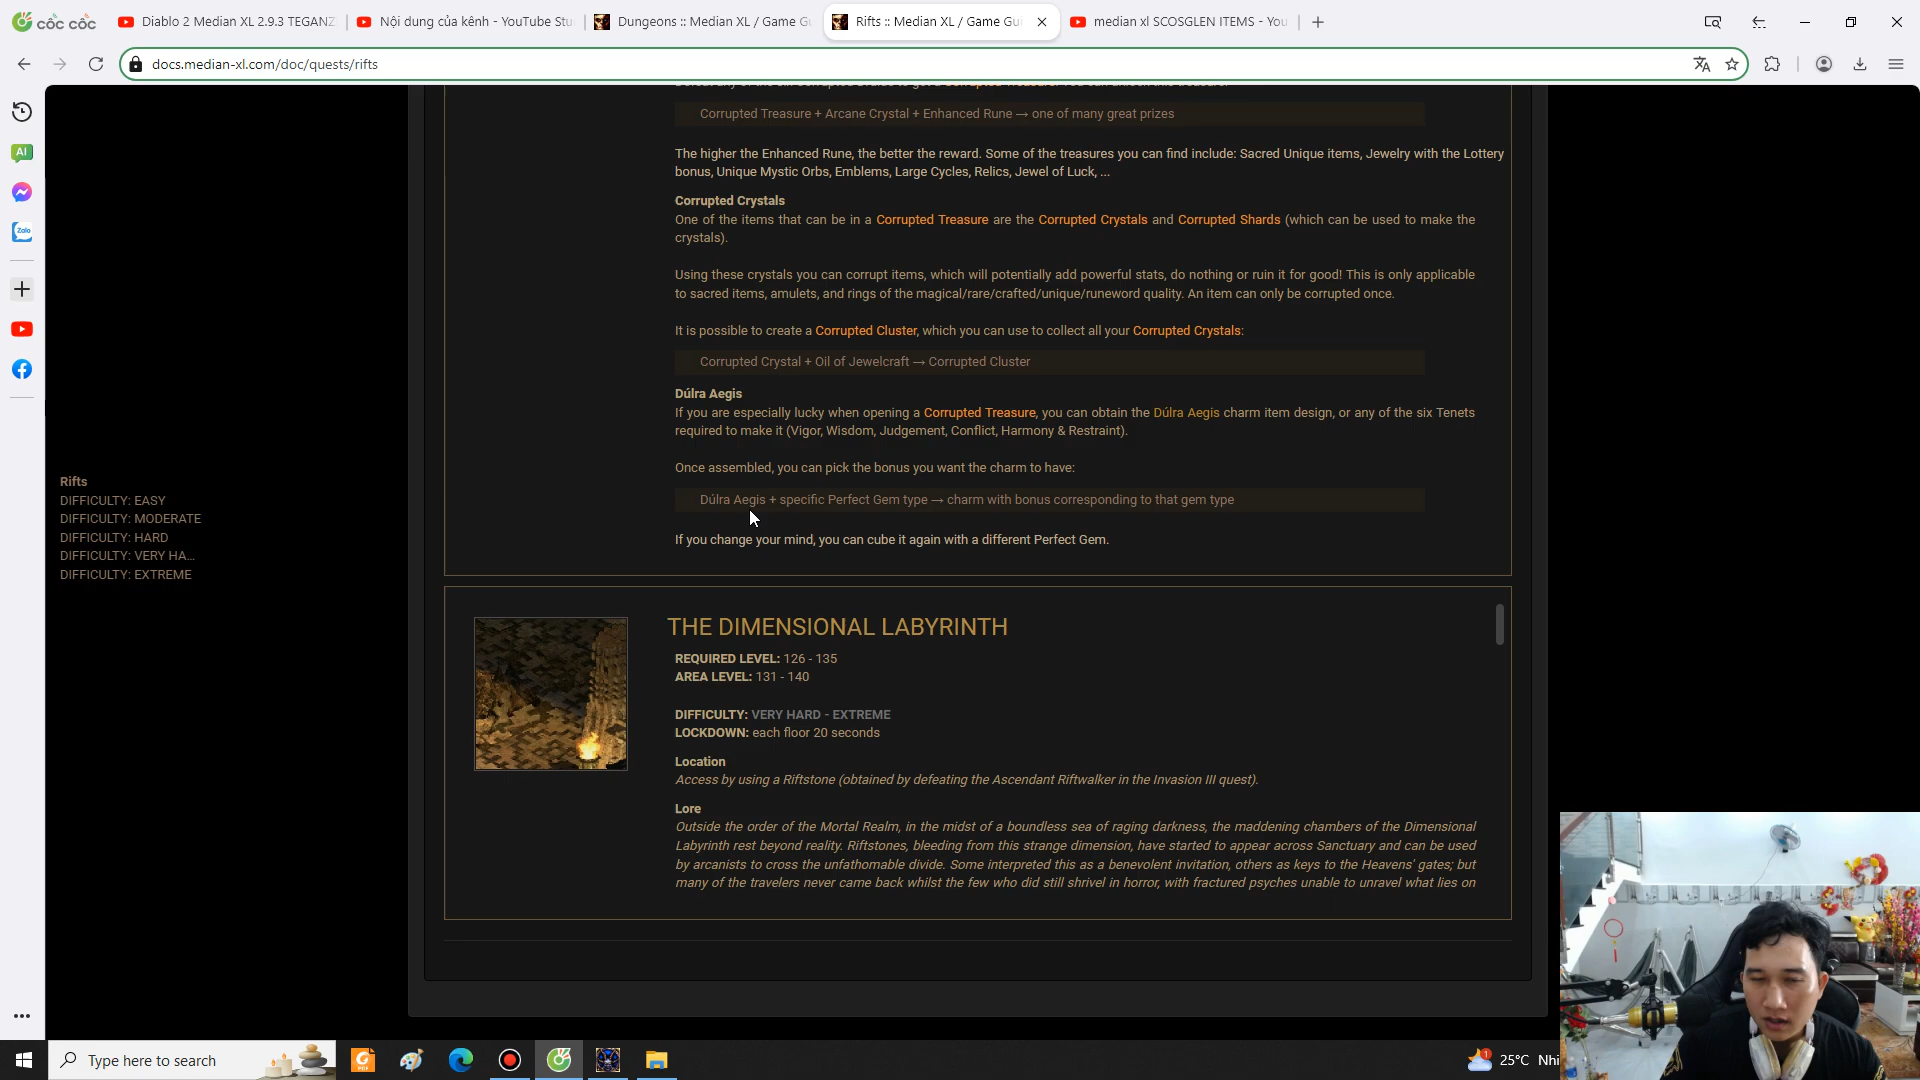 cốc cốc
Diablo 2 Median XL 2.9.3 TEGANZ
Nội dung của kênh - YouTube Stu
Dungeons :: Median XL / Game Gu
Rifts :: Median XL / Game Gui
median xl SCOSGLEN ITEMS - You
docs.median-xl.com/doc/quests/rifts
AI
Zalo
Corrupted Treasure + Arcane Crystal + Enhanced Rune → one of many great prizes
The higher the Enhanced Rune, the better the reward. Some of the treasures you can find include: Sacred Unique items, Jewelry with the Lottery
bonus, Unique Mystic Orbs, Emblems, Large Cycles, Relics, Jewel of Luck, ...
Corrupted Crystals
One of the items that can be in a Corrupted Treasure are the Corrupted Crystals and Corrupted Shards (which can be used to make the
crystals).
Using these crystals you can corrupt items, which will potentially add powerful stats, do nothing or ruin it for good! This is only applicable
to sacred items, amulets, and rings of the magical/rare/crafted/unique/runeword quality. An item can only be corrupted once.
It is possible to create a Corrupted Cluster, which you can use to collect all your Corrupted Crystals:
Corrupted Crystal + Oil of Jewelcraft → Corrupted Cluster
Dúlra Aegis
If you are especially lucky when opening a Corrupted Treasure, you can obtain the Dúlra Aegis charm item design, or any of the six Tenets
required to make it (Vigor, Wisdom, Judgement, Conflict, Harmony & Restraint).
Once assembled, you can pick the bonus you want the charm to have:
Dúlra Aegis + specific Perfect Gem type → charm with bonus corresponding to that gem type
If you change your mind, you can cube it again with a different Perfect Gem.
Rifts
DIFFICULTY: EASY
DIFFICULTY: MODERATE
DIFFICULTY: HARD
DIFFICULTY: VERY HA...
DIFFICULTY: EXTREME
THE DIMENSIONAL LABYRINTH
REQUIRED LEVEL: 126 - 135
AREA LEVEL: 131 - 140
DIFFICULTY: VERY HARD - EXTREME
LOCKDOWN: each floor 20 seconds
Location
Access by using a Riftstone (obtained by defeating the Ascendant Riftwalker in the Invasion III quest).
Lore
Outside the order of the Mortal Realm, in the midst of a boundless sea of raging darkness, the maddening chambers of the Dimensional
Labyrinth rest beyond reality. Riftstones, bleeding from this strange dimension, have started to appear across Sanctuary and can be used
by arcanists to cross the unfathomable divide. Some interpreted this as a benevolent invitation, others as keys to the Heavens' gates; but
many of the travelers never came back whilst the few who did still shrivel in horror, with fractured psyches unable to unravel what lies on
Type here to search
1
25°C Nhi